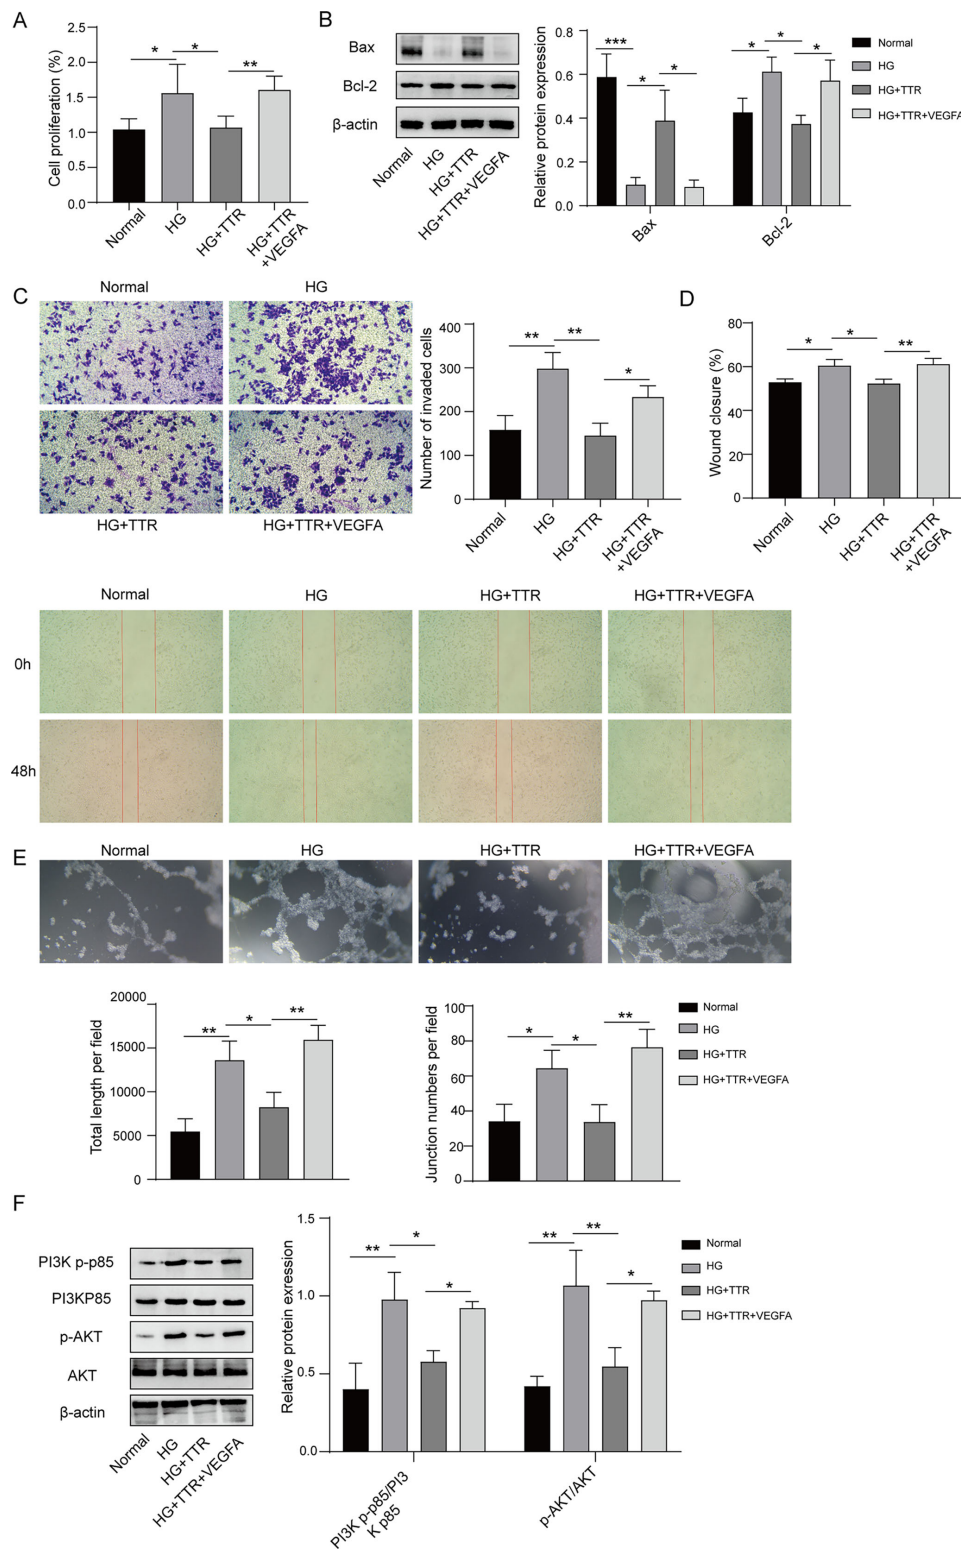 A
Cell proliferation (%)
2.5
2.0
1.5
1.0
0.5
0.0
*
*
**
Normal
HG
HG+TTR
HG+TTR
+VEGFA
B
Bax
Bcl-2
β-actin
Normal
HG
HG+TTR
HG+TTR+VEGFA
Relative protein expression
0.8
0.6
0.4
0.2
0.0
***
*
*
*
*
*
Bax
Bcl-2
Normal
HG
HG+TTR
HG+TTR+VEGFA
C
Normal
HG
HG+TTR
HG+TTR+VEGFA
Number of invaded cells
400
300
200
100
0
**
**
*
Normal
HG
HG+TTR
HG+TTR
+VEGFA
D
Wound closure (%)
80
60
40
20
0
*
*
**
Normal
HG
HG+TTR
HG+TTR
+VEGFA
Normal
HG
HG+TTR
HG+TTR+VEGFA
0h
48h
E
Normal
HG
HG+TTR
HG+TTR+VEGFA
Total length per field
20000
15000
10000
5000
0
**
*
**
Junction numbers per field
100
80
60
40
20
0
*
*
**
Normal
HG
HG+TTR
HG+TTR+VEGFA
F
PI3K p-p85
PI3KP85
p-AKT
AKT
β-actin
Normal
HG
HG+TTR
HG+TTR+VEGFA
Relative protein exression
1.5
1.0
0.5
0.0
**
*
*
**
**
*
PI3K p-p85/PI3
K p85
p-AKT/AKT
Normal
HG
HG+TTR
HG+TTR+VEGFA